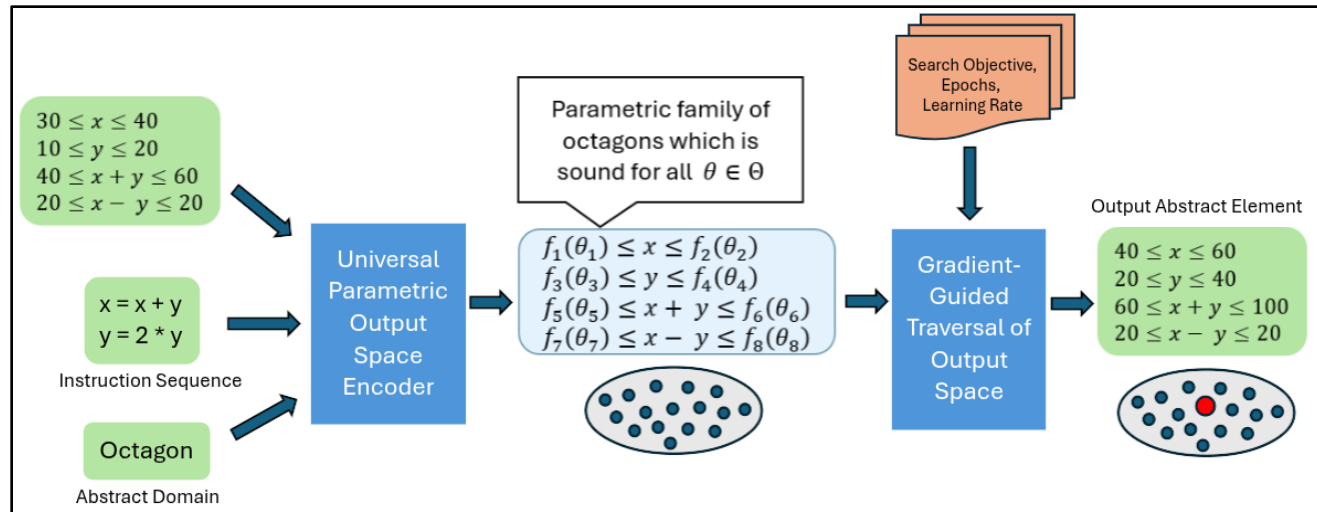 30 ≤ x ≤ 40
10 ≤ y ≤ 20
40 ≤ x + y ≤ 60
20 ≤ x − y ≤ 20
x = x + y
y = 2 * y
Instruction Sequence
Octagon
Abstract Domain
Universal
Parametric
Output
Space
Encoder
Parametric family of
octagons which is
sound for all θ ∈ Θ
f₁(θ₁) ≤ x ≤ f₂(θ₂)
f₃(θ₃) ≤ y ≤ f₄(θ₄)
f₅(θ₅) ≤ x + y ≤ f₆(θ₆)
f₇(θ₇) ≤ x − y ≤ f₈(θ₈)
Search Objective,
Epochs,
Learning Rate
Gradient-
Guided
Traversal of
Output
Space
Output Abstract Element
40 ≤ x ≤ 60
20 ≤ y ≤ 40
60 ≤ x + y ≤ 100
20 ≤ x − y ≤ 20